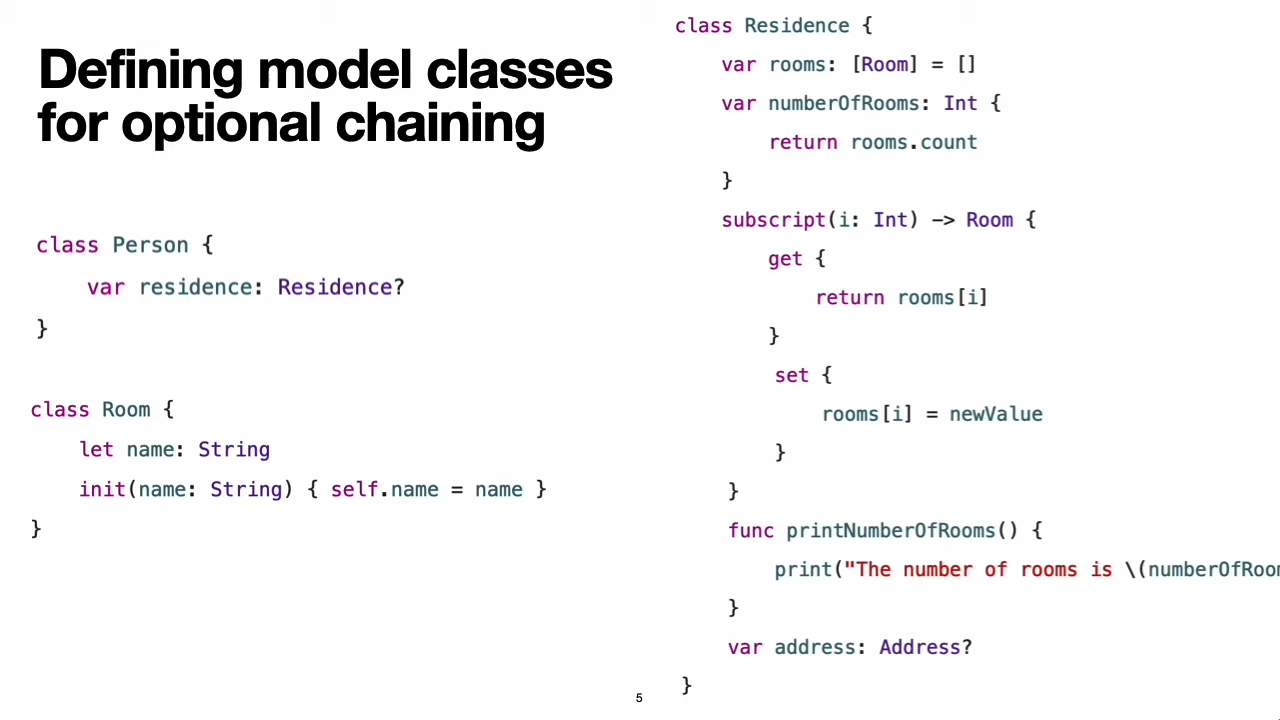 Defining model classes
for optional chaining
class Person {
var residence: Residence?
}
class Room {
let name: String
init(name: String) { self.name = name }
}
class Residence {
var rooms: [Room] = []
var numberOfRooms: Int {
return rooms.count
}
subscript(i: Int) -> Room {
get {
return rooms[i]
}
set {
rooms[i] = newValue
}
}
func printNumberOfRooms() {
print("The number of rooms is \(numberOfRoom
}
var address: Address?
}
5